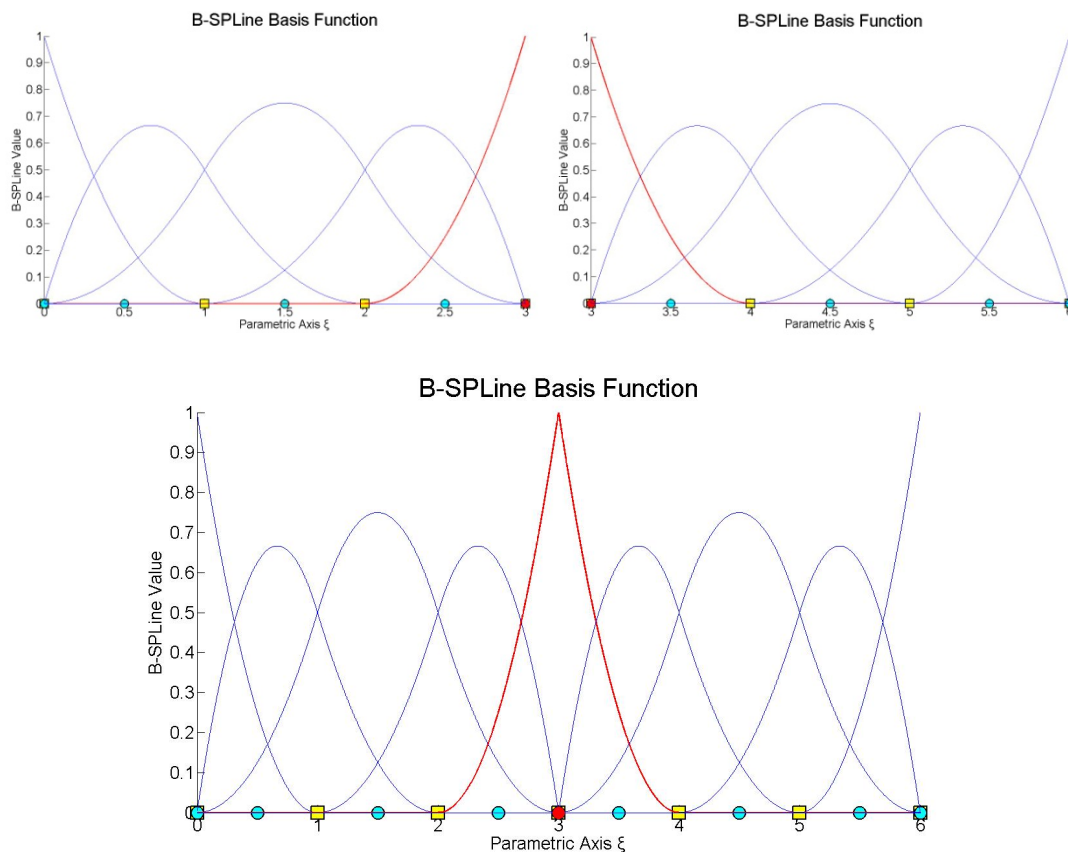 B-SPLine Basis Function
B-SPLine Value
1
0.9
0.8
0.7
0.6
0.5
0.4
0.3
0.2
0.1
0
0 0.5 1 1.5 2 2.5 3
Parametric Axis ξ
B-SPLine Basis Function
B-SPLine Value
1
0.9
0.8
0.7
0.6
0.5
0.4
0.3
0.2
0.1
0
3 3.5 4 4.5 5 5.5 6
Parametric Axis ξ
B-SPLine Basis Function
B-SPLine Value
1
0.9
0.8
0.7
0.6
0.5
0.4
0.3
0.2
0.1
0
0 1 2 3 4 5 6
Parametric Axis ξ